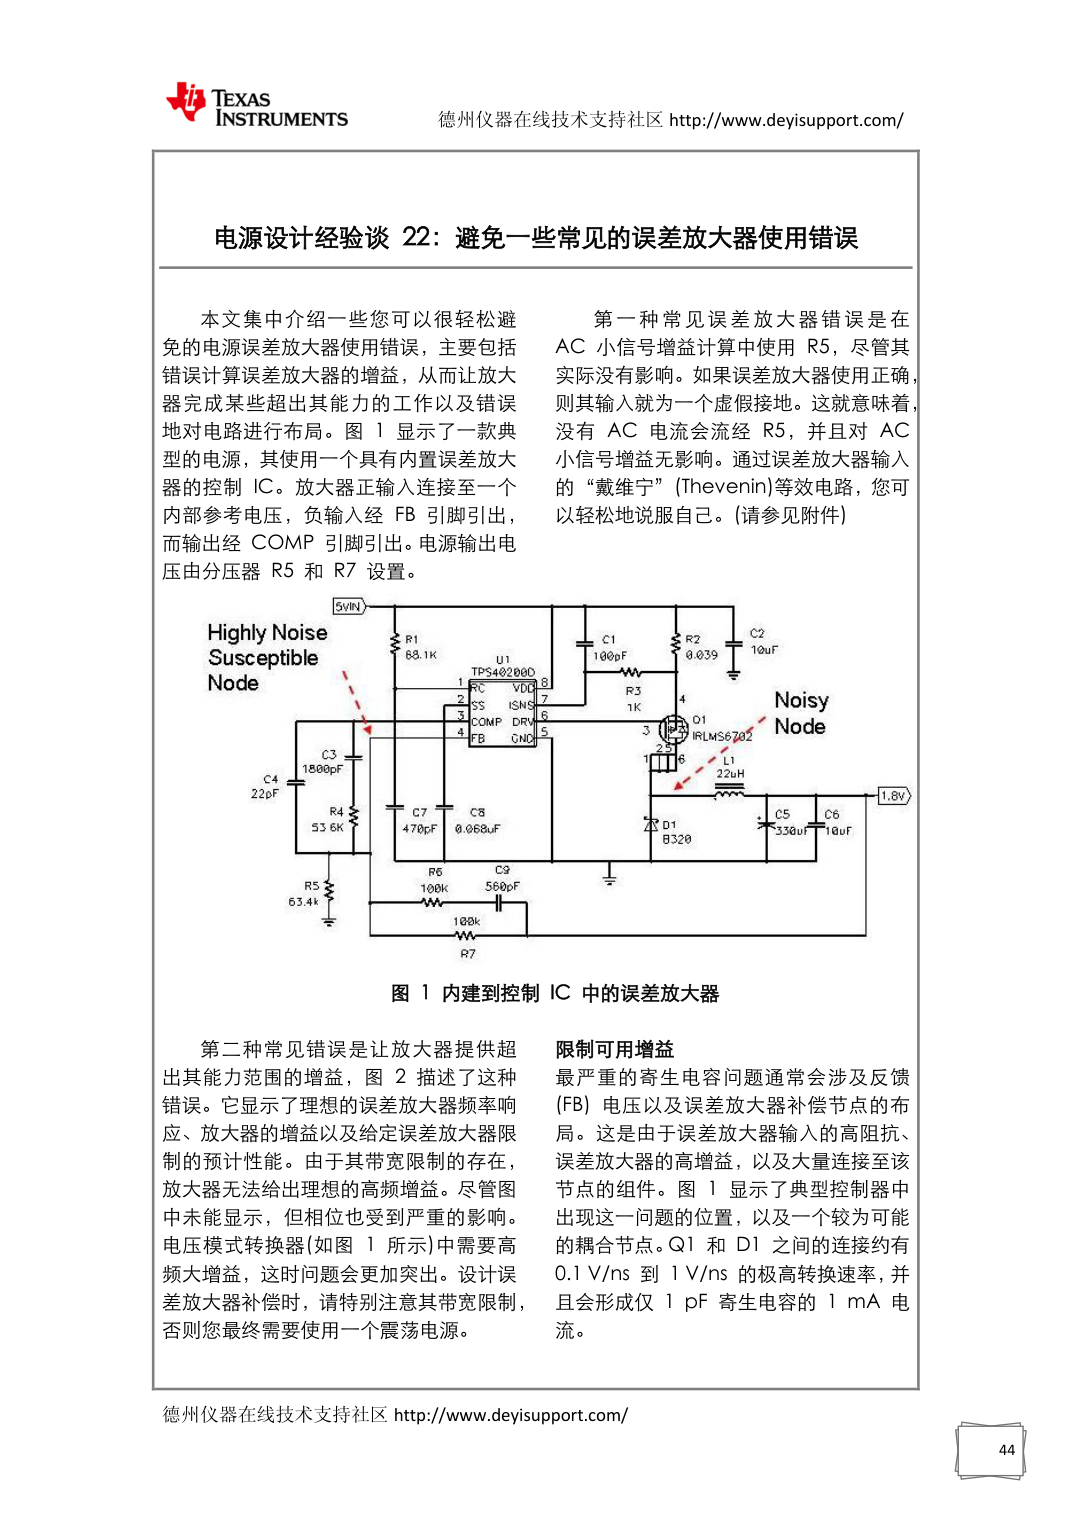 TEXAS
INSTRUMENTS
德州仪器在线技术支持社区 http://www.deyisupport.com/
电源设计经验谈 22：避免一些常见的误差放大器使用错误
本文集中介绍一些您可以很轻松避
免的电源误差放大器使用错误，主要包括
错误计算误差放大器的增益，从而让放大
器完成某些超出其能力的工作以及错误
地对电路进行布局。图 1 显示了一款典
型的电源，其使用一个具有内置误差放大
器的控制 IC。放大器正输入连接至一个
内部参考电压，负输入经 FB 引脚引出，
而输出经 COMP 引脚引出。电源输出电
压由分压器 R5 和 R7 设置。
第一种常见误差放大器错误是在
AC 小信号增益计算中使用 R5，尽管其
实际没有影响。如果误差放大器使用正确，
则其输入就为一个虚假接地。这就意味着，
没有 AC 电流会流经 R5，并且对 AC
小信号增益无影响。通过误差放大器输入
的“戴维宁”(Thevenin)等效电路，您可
以轻松地说服自己。(请参见附件)
5VIN
Highly Noise
Susceptible
Node
R1
68.1K
U1
TPS40200D
1
RC
VDD
8
2
SS
ISNS
7
3
COMP
DRV
6
4
FB
GND
5
C1
100pF
R2
0.039
C2
10uF
R3
1K
4
3
Q1
IRLMS6702
1
2
5
6
Noisy
Node
L1
22uH
1.8V
C3
1800pF
C4
22pF
R4
53.6K
C7
470pF
C8
0.068uF
D1
B320
C5
330uF
C6
10uF
R5
63.4k
R6
100k
C9
560pF
100k
R7
图 1 内建到控制 IC 中的误差放大器
第二种常见错误是让放大器提供超
出其能力范围的增益，图 2 描述了这种
错误。它显示了理想的误差放大器频率响
应、放大器的增益以及给定误差放大器限
制的预计性能。由于其带宽限制的存在，
放大器无法给出理想的高频增益。尽管图
中未能显示，但相位也受到严重的影响。
电压模式转换器(如图 1 所示)中需要高
频大增益，这时问题会更加突出。设计误
差放大器补偿时，请特别注意其带宽限制，
否则您最终需要使用一个震荡电源。
限制可用增益
最严重的寄生电容问题通常会涉及反馈
(FB) 电压以及误差放大器补偿节点的布
局。这是由于误差放大器输入的高阻抗、
误差放大器的高增益，以及大量连接至该
节点的组件。图 1 显示了典型控制器中
出现这一问题的位置，以及一个较为可能
的耦合节点。Q1 和 D1 之间的连接约有
0.1 V/ns 到 1 V/ns 的极高转换速率，并
且会形成仅 1 pF 寄生电容的 1 mA 电
流。
德州仪器在线技术支持社区 http://www.deyisupport.com/
44